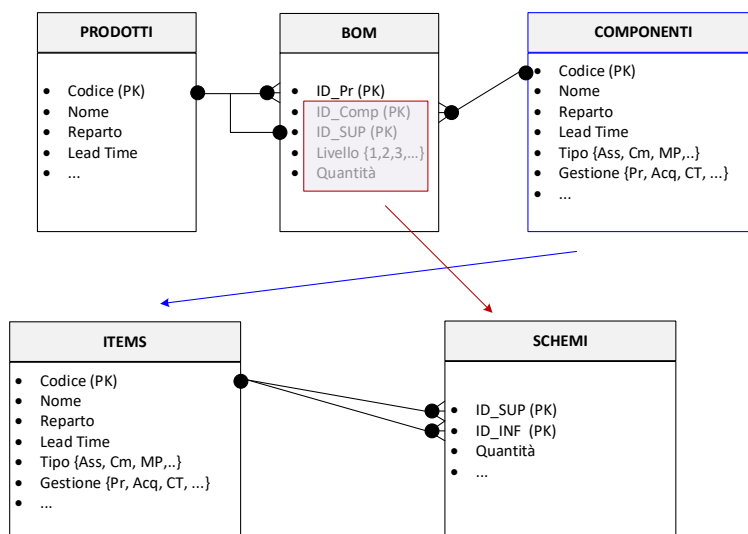 PRODOTTI
Codice (PK)
Nome
Reparto
Lead Time
...
BOM
ID_Pr (PK)
ID_Comp (PK)
ID_SUP (PK)
Livello {1,2,3,...}
Quantità
COMPONENTI
Codice (PK)
Nome
Reparto
Lead Time
Tipo {Ass, Cm, MP,..}
Gestione {Pr, Acq, CT, ...}
...
ITEMS
Codice (PK)
Nome
Reparto
Lead Time
Tipo {Ass, Cm, MP,..}
Gestione {Pr, Acq, CT, ...}
...
SCHEMI
ID_SUP (PK)
ID_INF  (PK)
Quantità
...